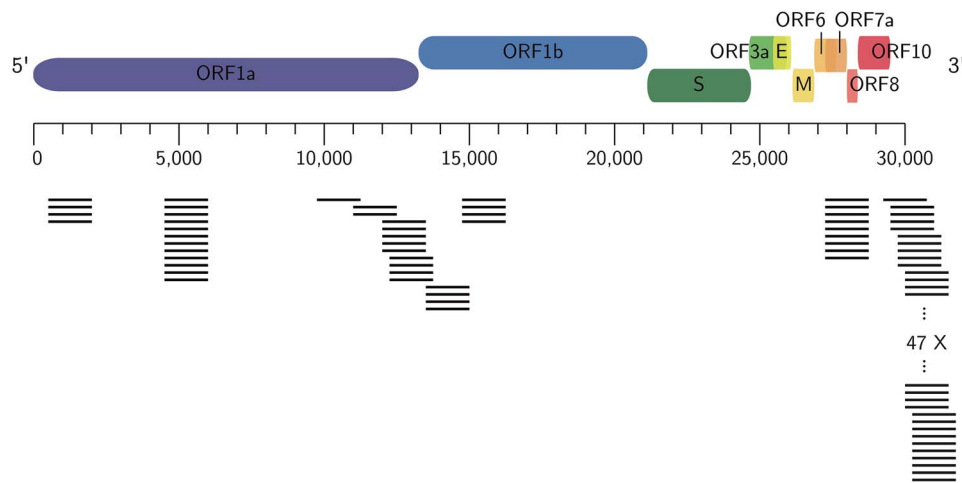 ORF6 ORF7a
5' ORF1a ORF1b S ORF3a E M ORF8 ORF10 3'
0 5,000 10,000 15,000 20,000 25,000 30,000
47 X